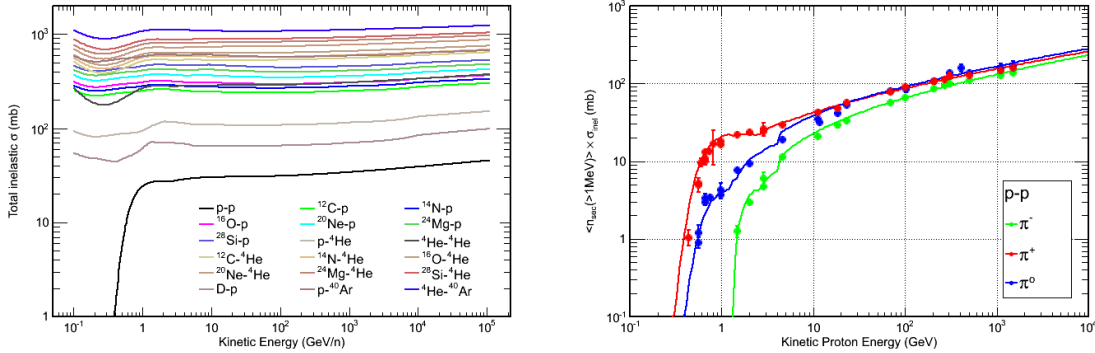 Total inelastic σ (mb)
10³
10²
10
1
p-p
¹²C-p
¹⁴N-p
¹⁶O-p
²⁰Ne-p
²⁴Mg-p
²⁸Si-p
p-⁴He
⁴He-⁴He
¹²C-⁴He
¹⁴N-⁴He
¹⁶O-⁴He
²⁰Ne-⁴He
²⁴Mg-⁴He
²⁸Si-⁴He
D-p
p-⁴⁰Ar
⁴He-⁴⁰Ar
10⁻¹ 1 10 10² 10³ 10⁴ 10⁵
Kinetic Energy (GeV/n)
<n_sec(>1MeV)> × σ_inel (mb)
10³
10²
10
1
10⁻¹
p-p
π⁻
π⁺
π⁰
10⁻¹ 1 10 10² 10³ 10⁴
Kinetic Proton Energy (GeV)